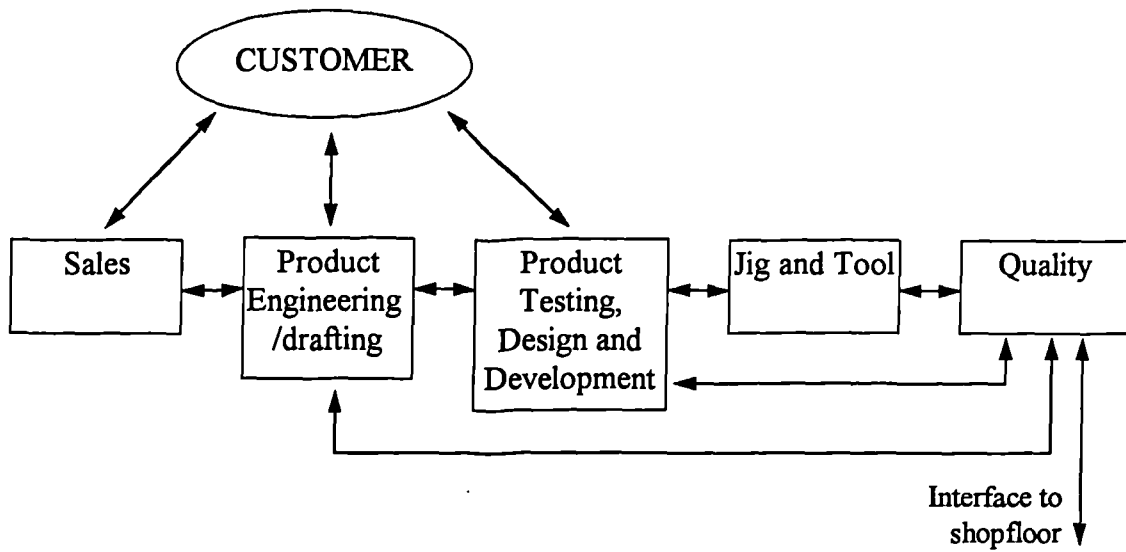 CUSTOMER
Sales
Product
Engineering
/drafting
Product
Testing,
Design and
Development
Jig and Tool
Quality
Interface to
shopfloor